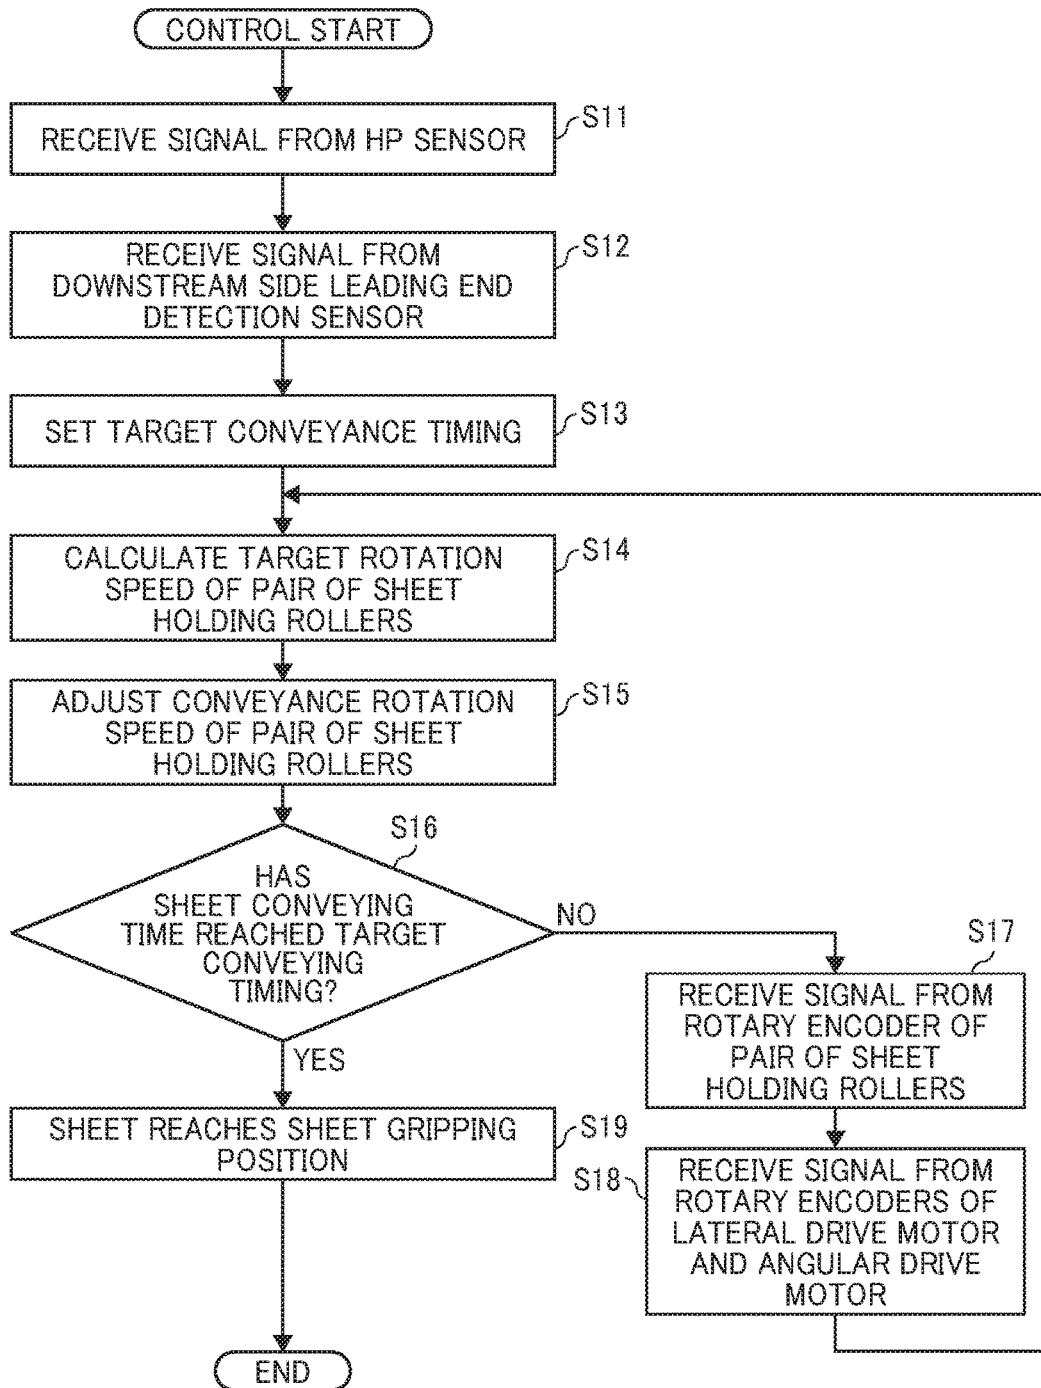 CONTROL START
RECEIVE SIGNAL FROM HP SENSOR
S11
RECEIVE SIGNAL FROM
DOWNSTREAM SIDE LEADING END
DETECTION SENSOR
S12
SET TARGET CONVEYANCE TIMING
S13
CALCULATE TARGET ROTATION
SPEED OF PAIR OF SHEET
HOLDING ROLLERS
S14
ADJUST CONVEYANCE ROTATION
SPEED OF PAIR OF SHEET
HOLDING ROLLERS
S15
S16
HAS
SHEET CONVEYING
TIME REACHED TARGET
CONVEYING
TIMING?
NO
YES
S17
RECEIVE SIGNAL FROM
ROTARY ENCODER OF
PAIR OF SHEET
HOLDING ROLLERS
S18
RECEIVE SIGNAL FROM
ROTARY ENCODERS OF
LATERAL DRIVE MOTOR
AND ANGULAR DRIVE
MOTOR
SHEET REACHES SHEET GRIPPING
POSITION
S19
END